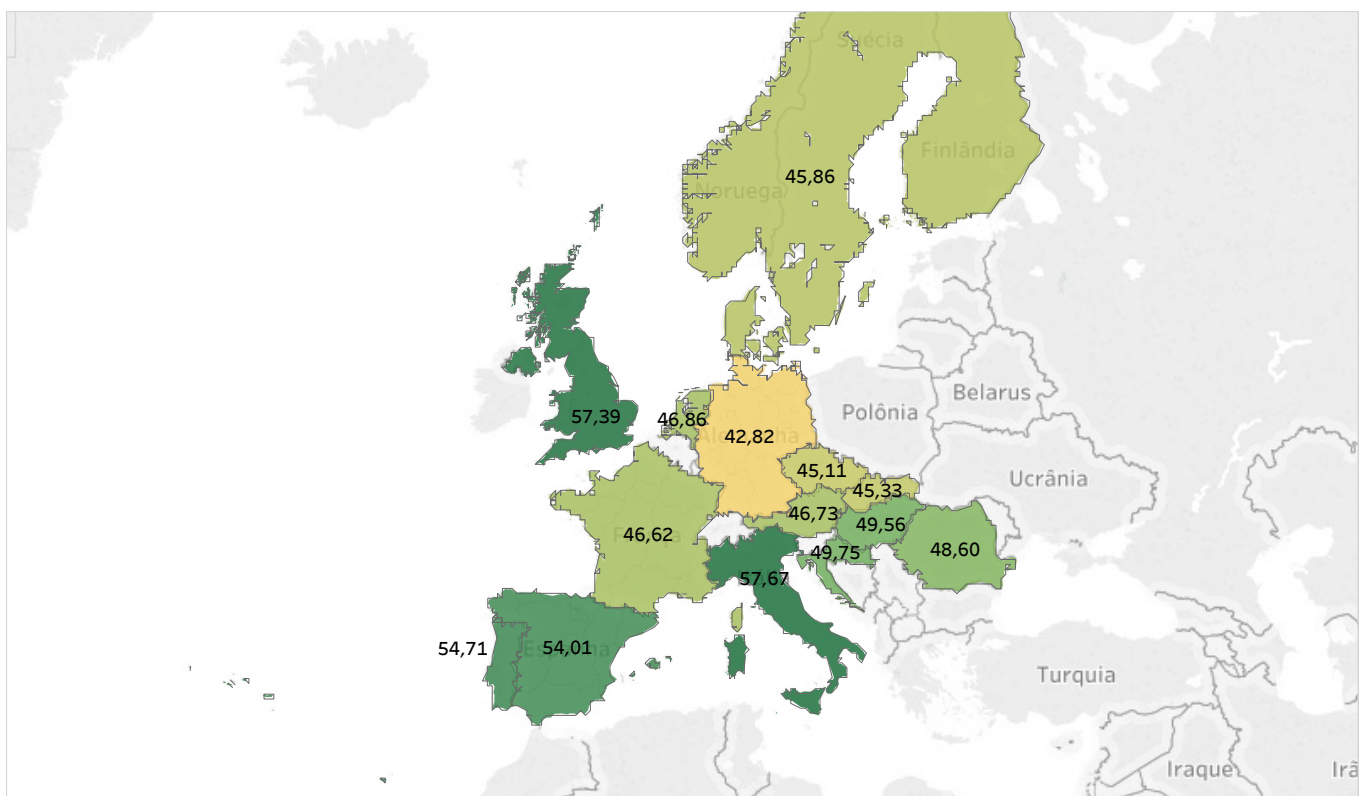 Suécia
Finlândia
45,86
Noruega
Belarus
Polônia
57,39
46,86
42,82
Alemanha
45,11
Ucrânia
45,33
46,73
49,56
46,62
49,75
48,60
57,67
54,71
54,01
Espanha
Turquia
Iraque
Irã